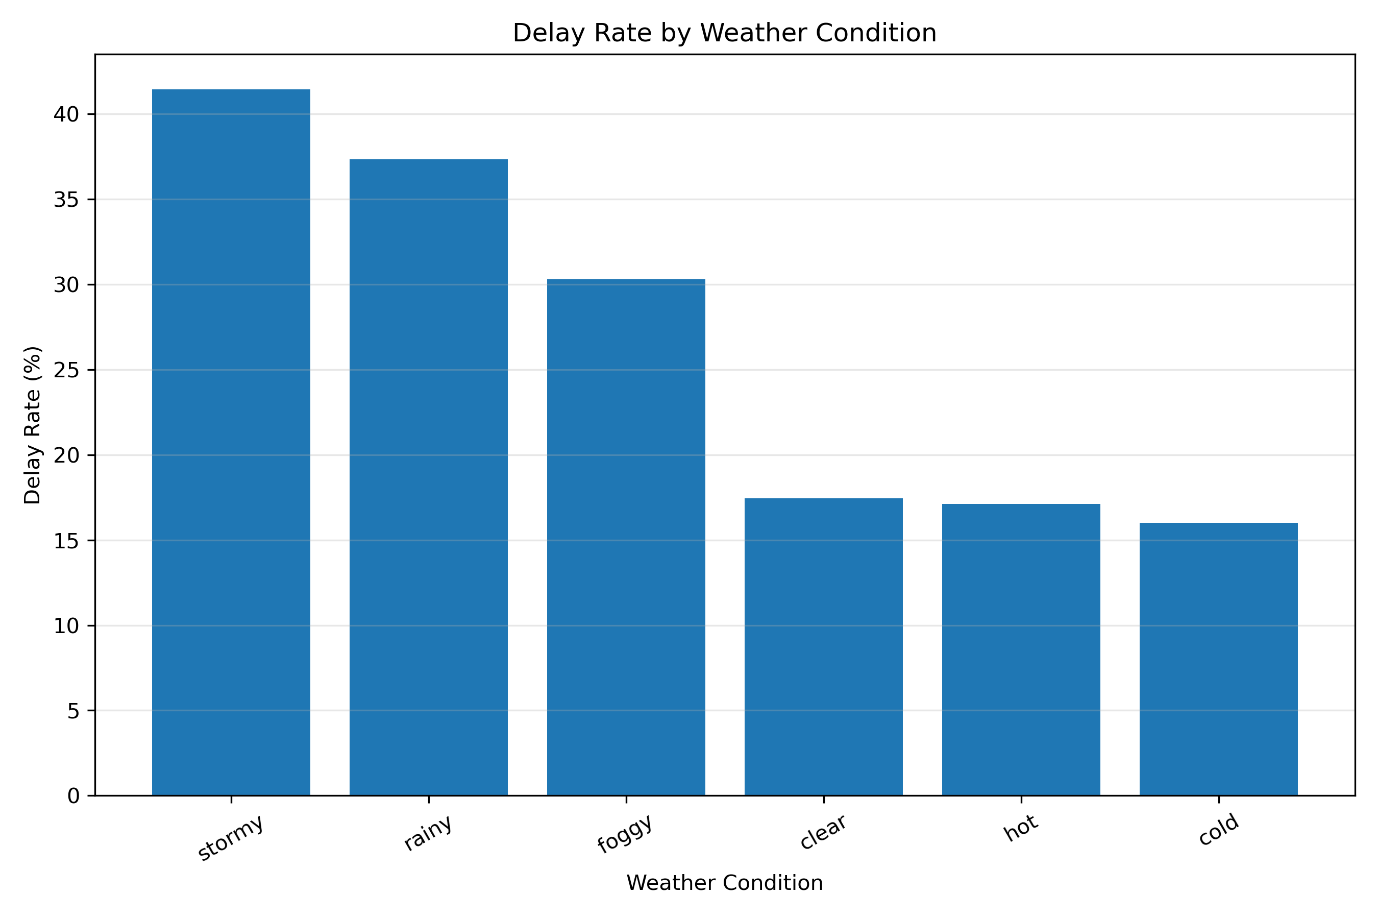 Delay Rate by Weather Condition
Delay Rate (%)
40
35
30
25
20
15
10
5
0
stormy
rainy
foggy
clear
hot
cold
Weather Condition